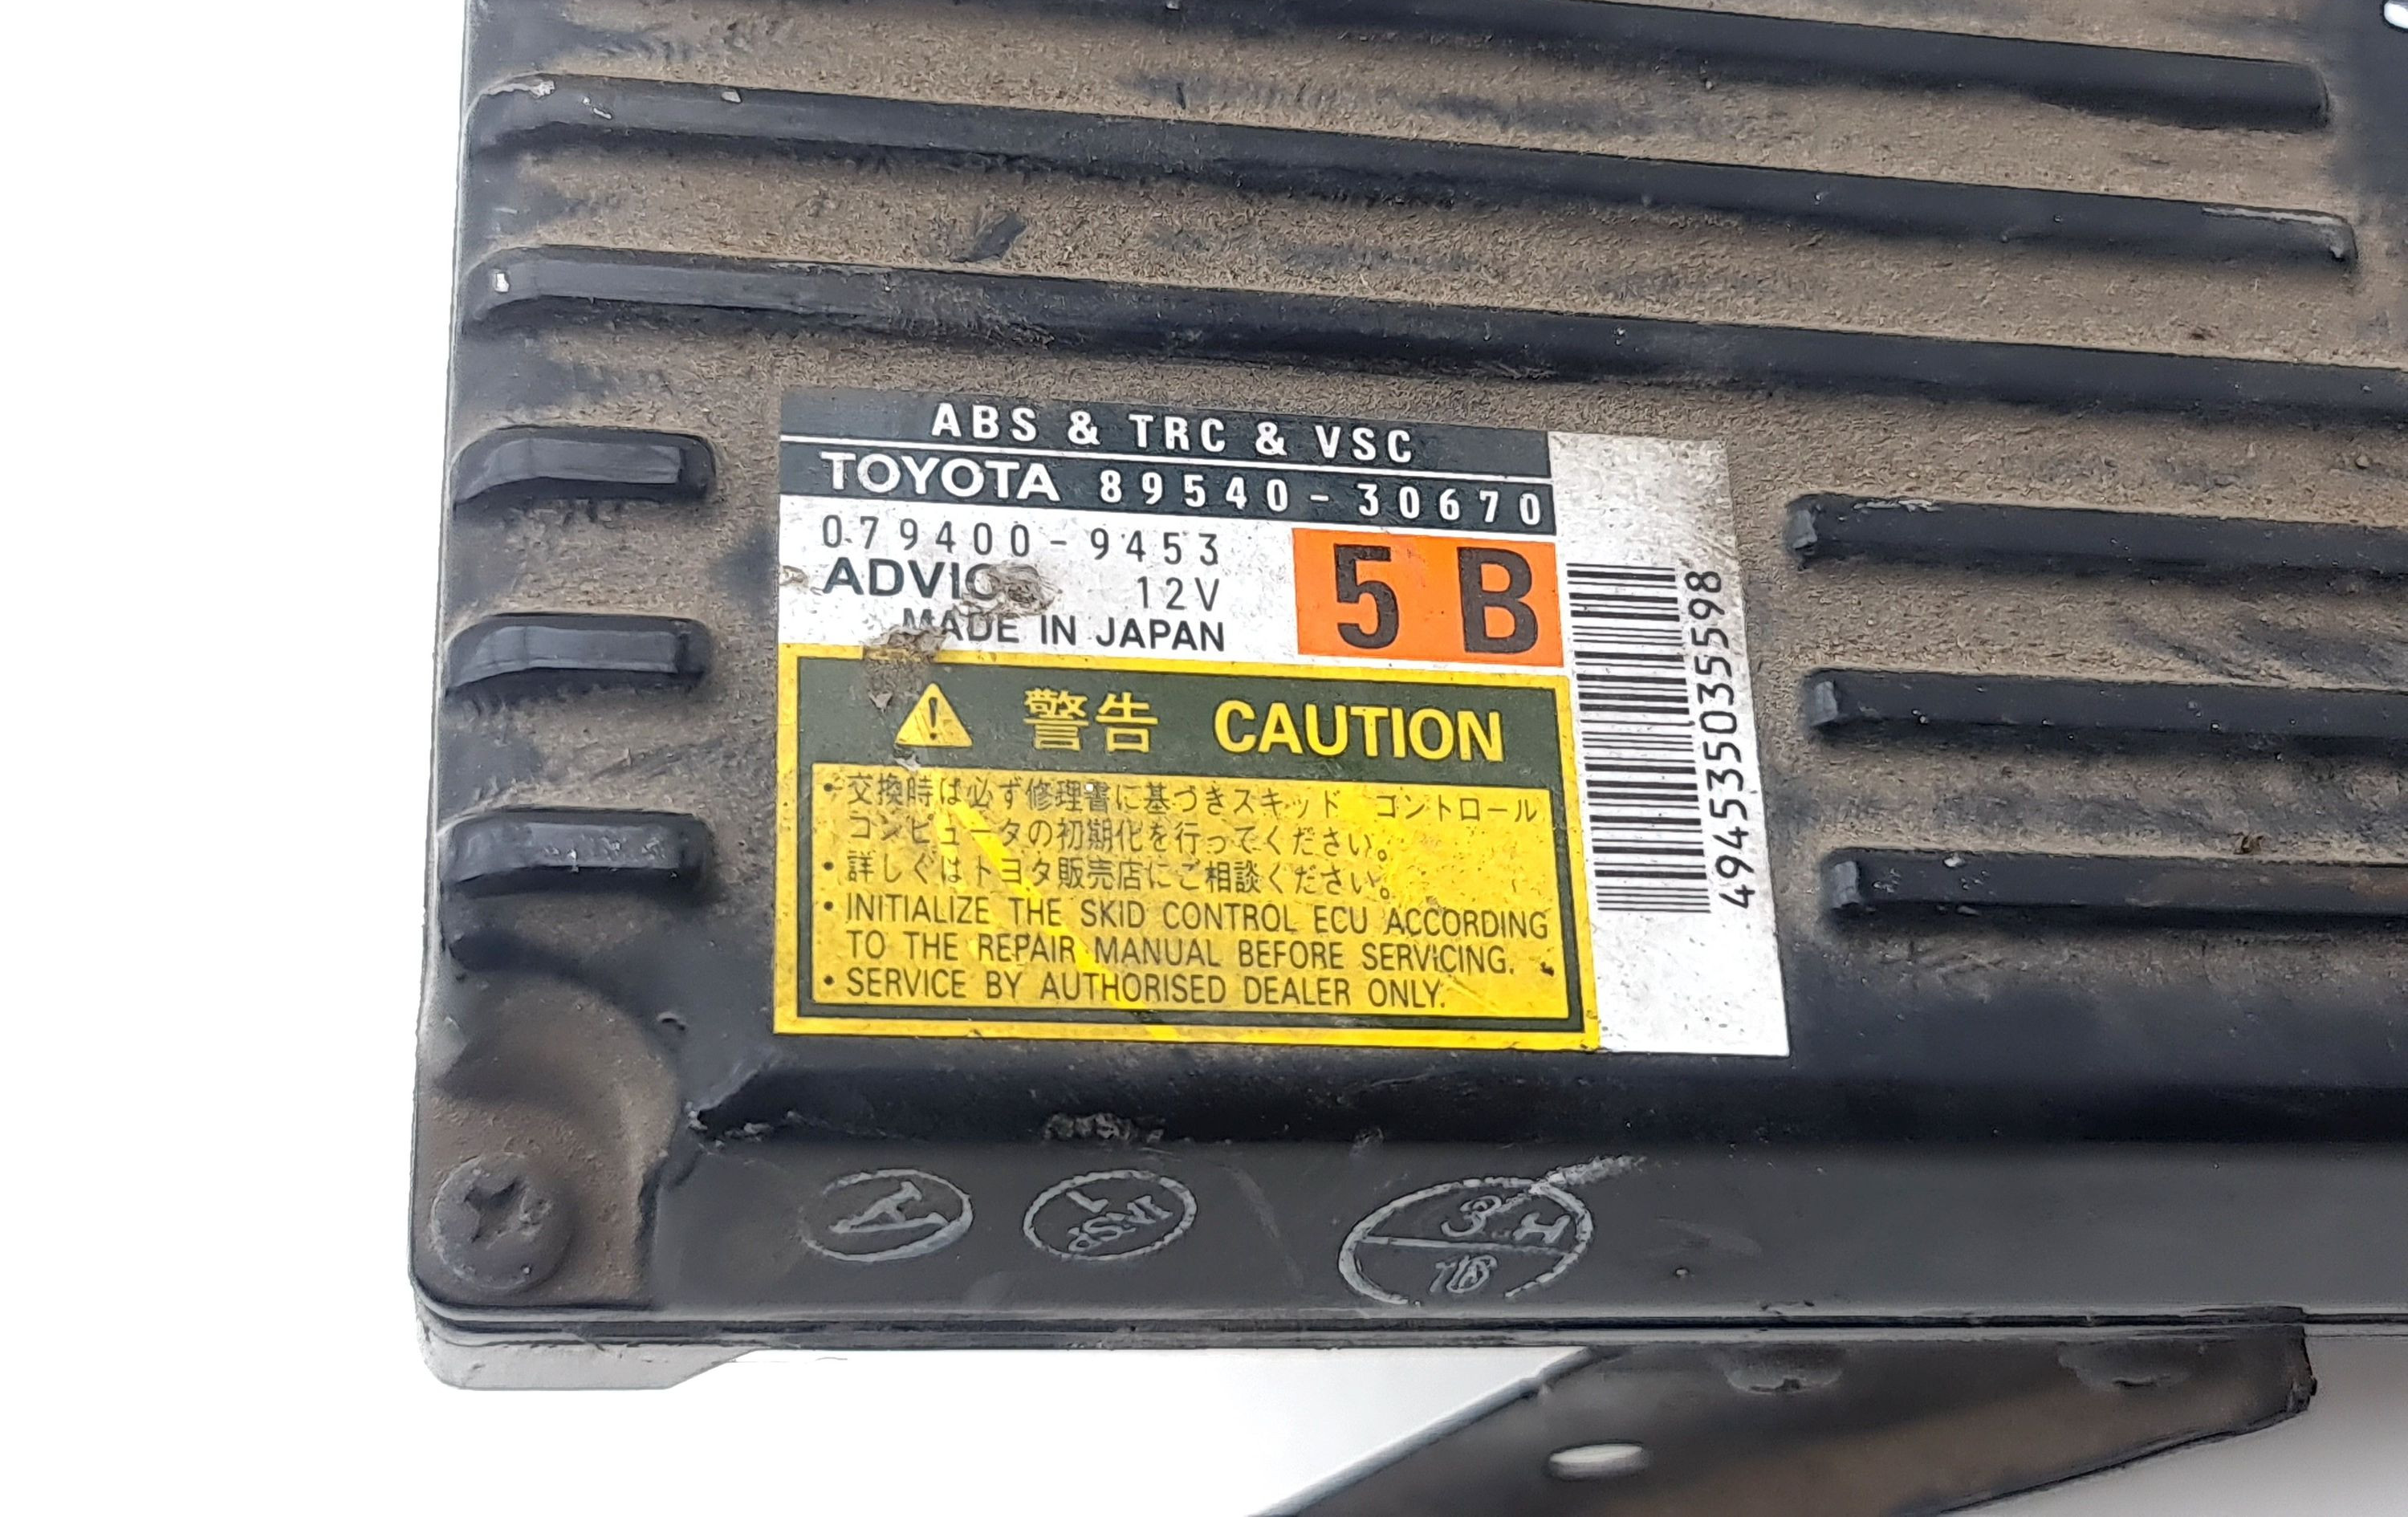 ABS & TRC & VSC
TOYOTA 89540-30670
079400-9453
5B
12V
MADE IN JAPAN
警告 CAUTION
・交換時は必ず修理書に基づきスキッド コントロール
コンピュータの初期化を行ってください。
・詳しくはトヨタ販売店にご相談ください。
・INITIALIZE THE SKID CONTROL ECU ACCORDING
TO THE REPAIR MANUAL BEFORE SERVICING.
・SERVICE BY AUTHORISED DEALER ONLY.
494535035598
INSP
1